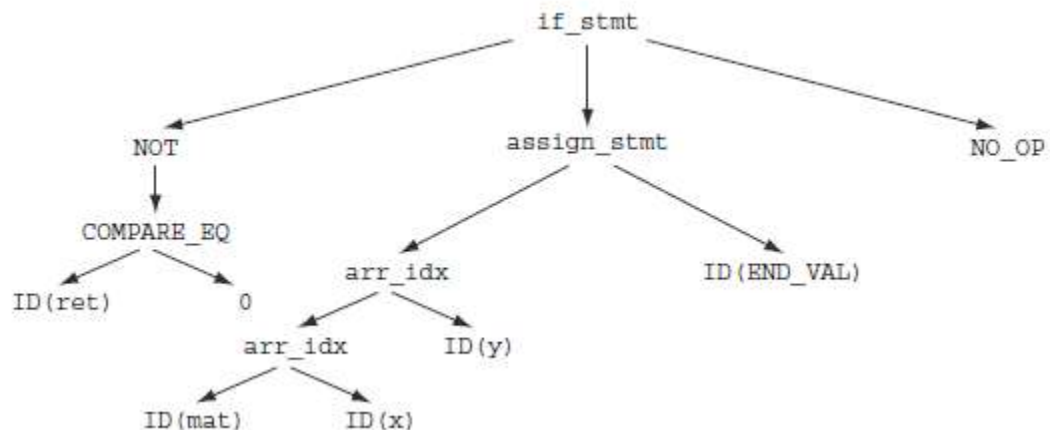 if_stmt
NOT
assign_stmt
NO_OP
COMPARE_EQ
arr_idx
ID(END_VAL)
ID(ret)
0
arr_idx
ID(y)
ID(mat)
ID(x)